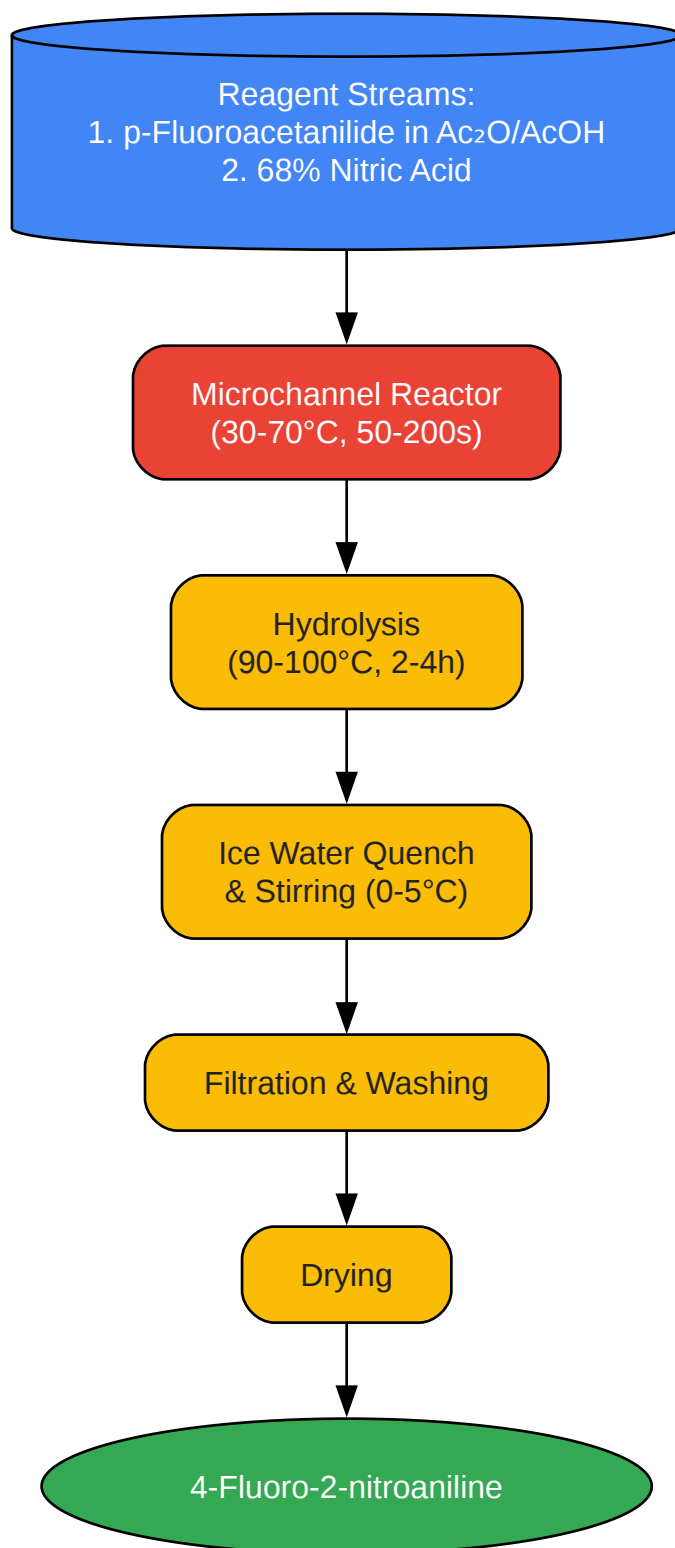 Reagent Streams:
1. p-Fluoroacetanilide in Ac₂O/AcOH
2. 68% Nitric Acid
Microchannel Reactor
(30-70°C, 50-200s)
Hydrolysis
(90-100°C, 2-4h)
Ice Water Quench
& Stirring (0-5°C)
Filtration & Washing
Drying
4-Fluoro-2-nitroaniline